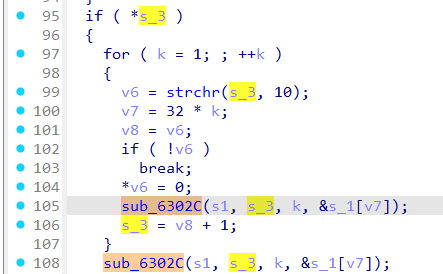 95 if ( *s_3 )
96 {
97 for ( k = 1; ; ++k )
98 {
99 v6 = strchr(s_3, 10);
100 v7 = 32 * k;
101 v8 = v6;
102 if ( !v6 )
103 break;
104 *v6 = 0;
105 sub_6302C(s1, s_3, k, &s_1[v7]);
106 s_3 = v8 + 1;
107 }
108 sub_6302C(s1, s_3, k, &s_1[v7]);